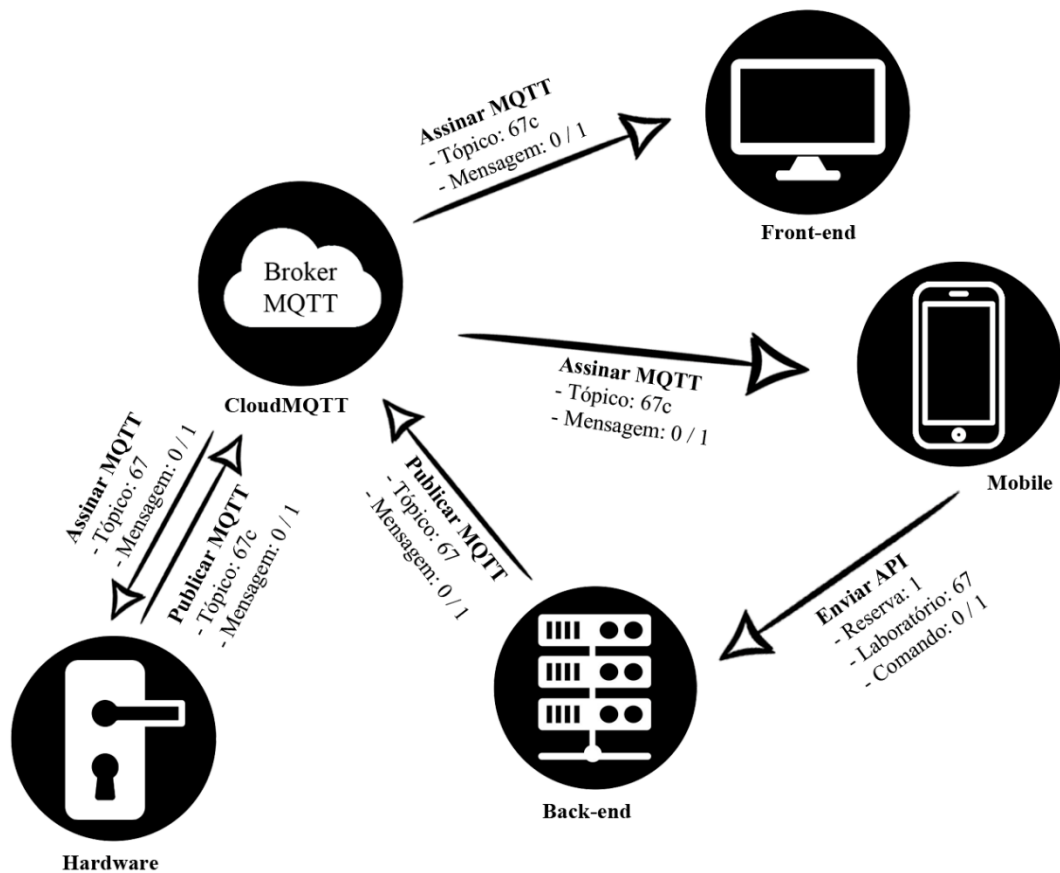 Assinar MQTT
- Tópico: 67c
- Mensagem: 0 / 1
Front-end
Broker
MQTT
CloudMQTT
Assinar MQTT
- Tópico: 67c
- Mensagem: 0 / 1
Mobile
Assinar MQTT
- Tópico: 67
- Mensagem: 0 / 1
Publicar MQTT
- Tópico: 67c
- Mensagem: 0 / 1
Publicar MQTT
- Tópico: 67
- Mensagem: 0 / 1
Enviar API
- Reserva: 1
- Laboratório: 67
- Comando: 0 / 1
Back-end
Hardware